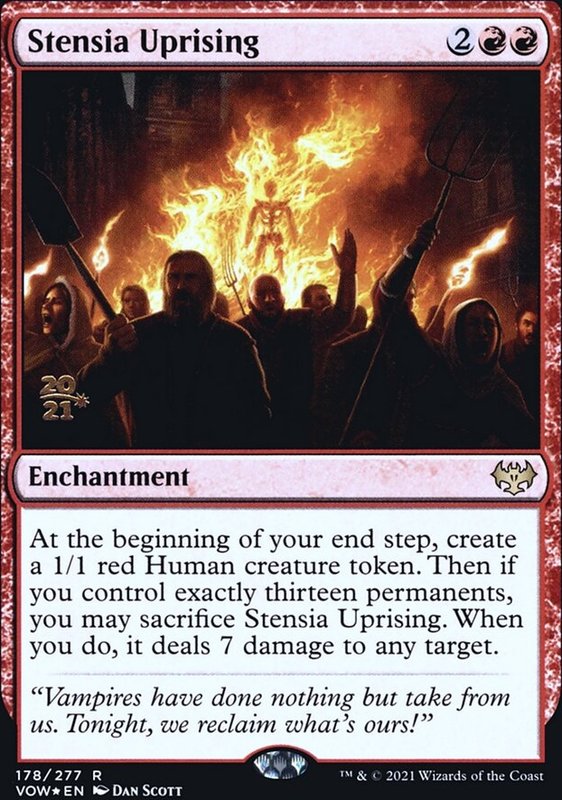 Stensia Uprising 2
20
21
Enchantment
At the beginning of your end step, create
a 1/1 red Human creature token. Then if
you control exactly thirteen permanents,
you may sacrifice Stensia Uprising. When
you do, it deals 7 damage to any target.
“Vampires have done nothing but take from
us. Tonight, we reclaim what’s ours!”
178/277 R
VOW★EN Dan Scott
™ & © 2021 Wizards of the Coast